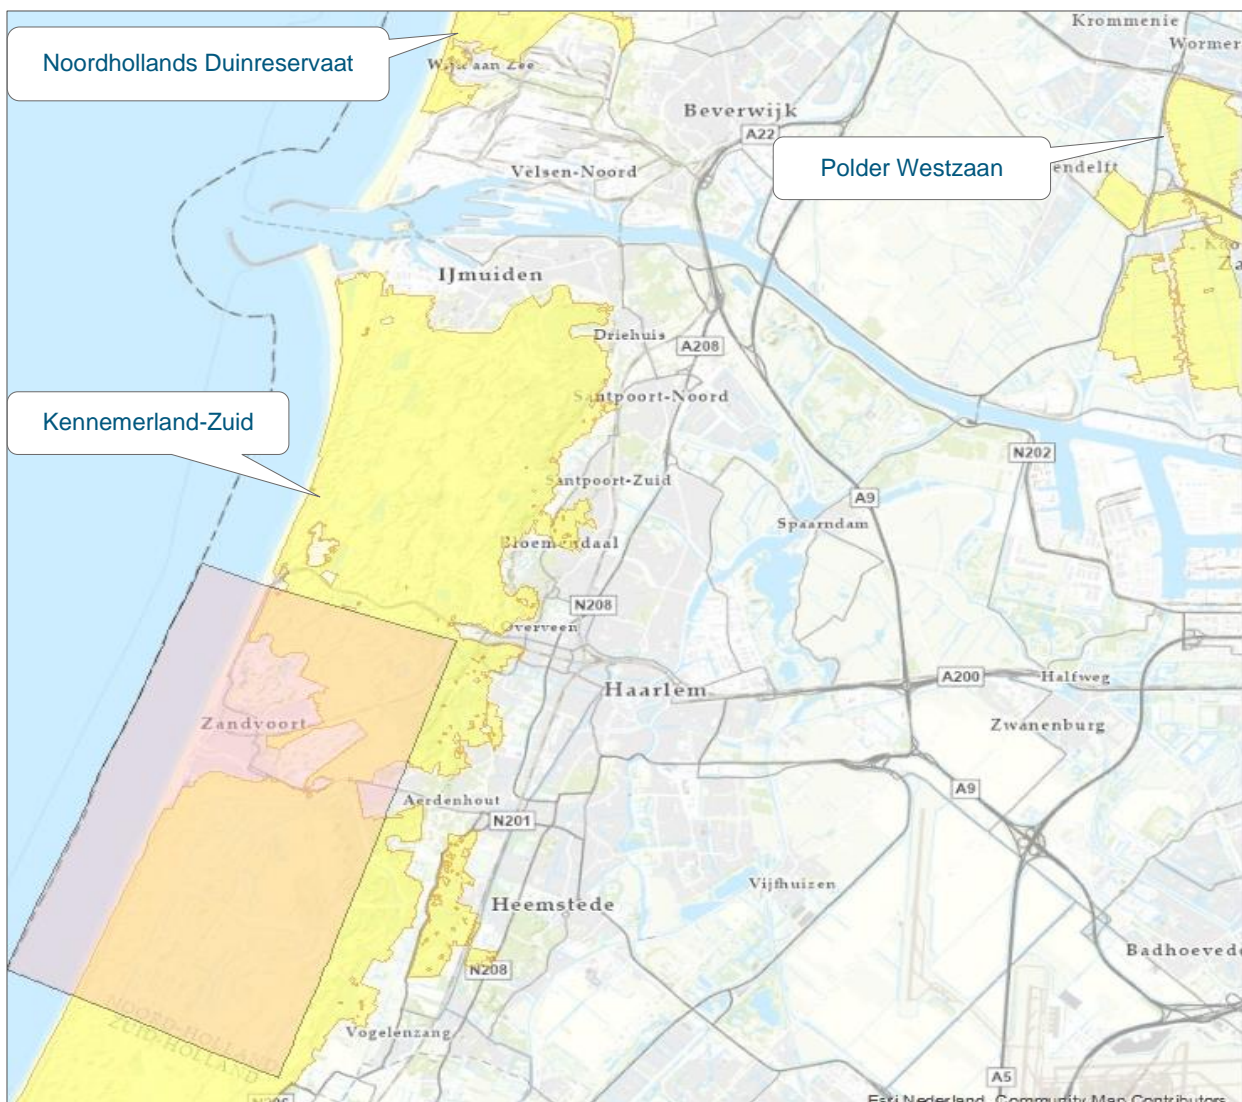 Krommenie
Wormer
Noordhollands Duinreservaat
Wijk aan Zee
Beverwijk
A22
Polder Westzaan
endelft
Velsen-Noord
IJmuiden
Driehuis
A208
Santpoort-Noord
Kennemerland-Zuid
N202
Santpoort-Zuid
A9
Spaarndam
Bloemendaal
N208
Overveen
Haarlem
A200
Halfweg
Zandvoort
Zwanenburg
A9
Aerdenhout
N201
Vijfhuizen
Heemstede
Badhoeved
N208
NOORD-HOLLAND
ZUID-HOLLAND
Vogelenzang
A5
Esri Nederland, Community Map Contributors